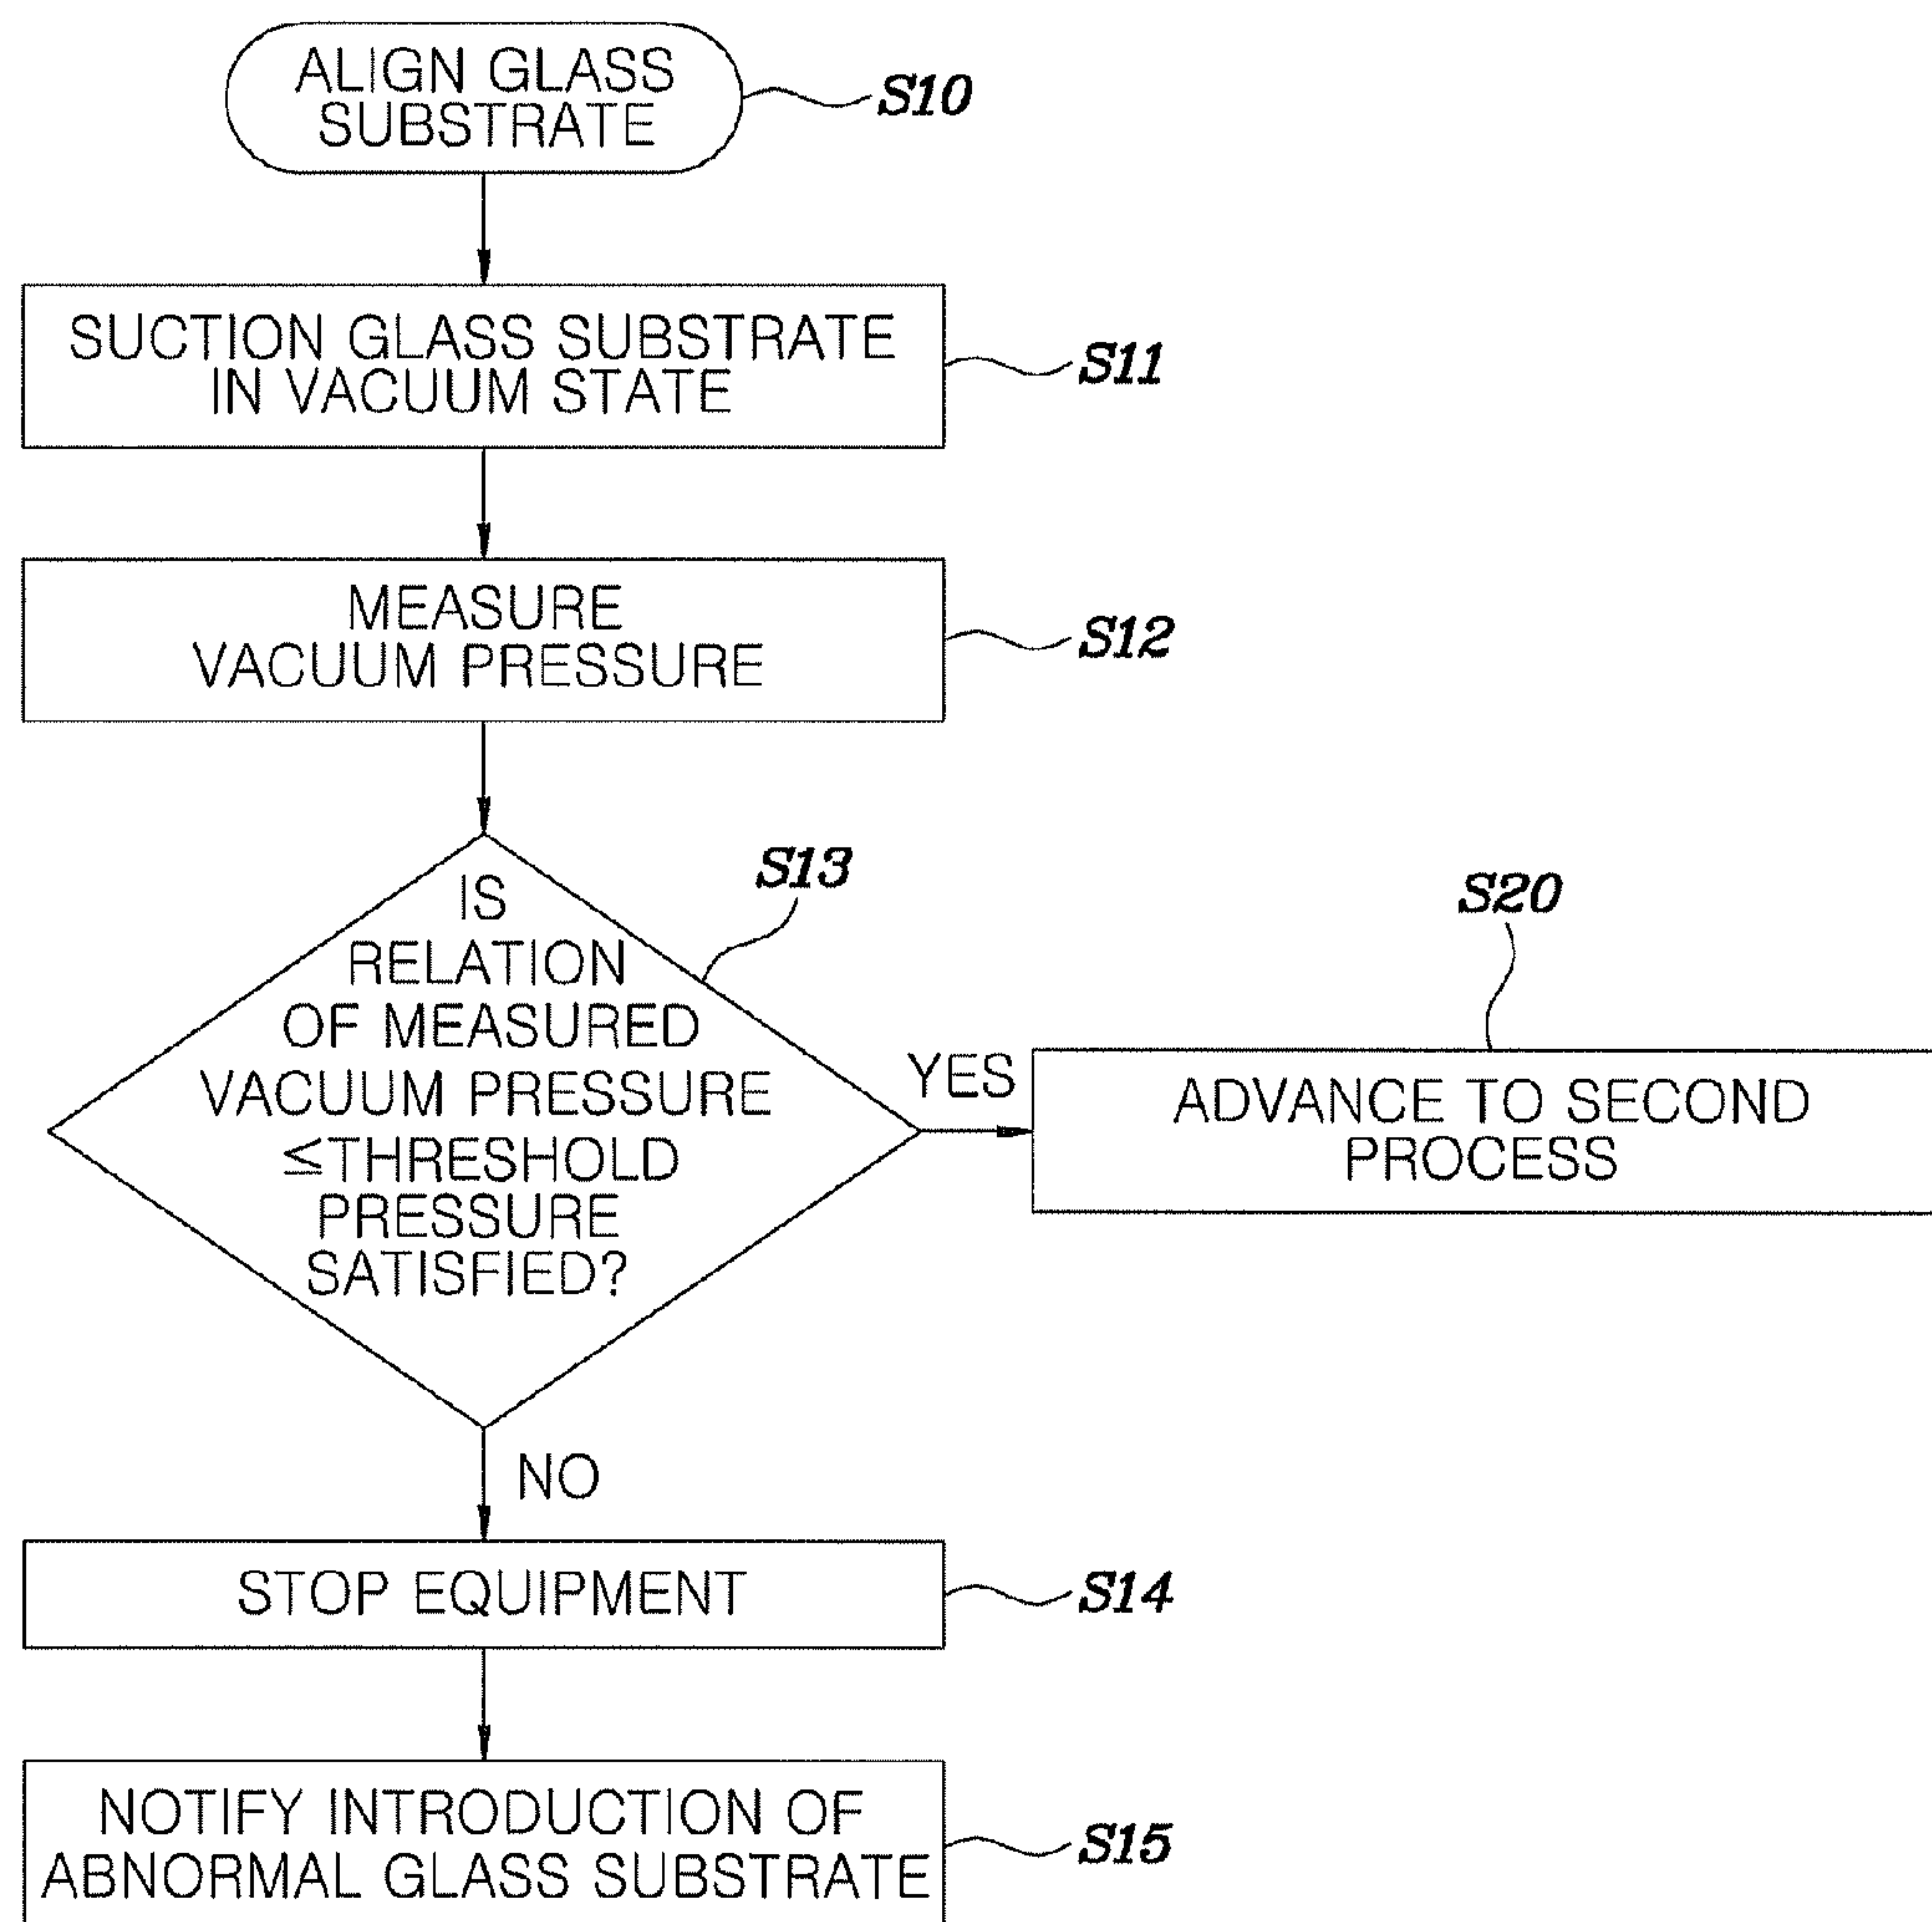 ALIGN GLASS
SUBSTRATE
S10
SUCTION GLASS SUBSTRATE
IN VACUUM STATE
S11
MEASURE
VACUUM PRESSURE
S12
IS
RELATION
OF MEASURED
VACUUM PRESSURE
≦THRESHOLD
PRESSURE
SATISFIED?
S13
YES
S20
ADVANCE TO SECOND
PROCESS
NO
STOP EQUIPMENT
S14
NOTIFY INTRODUCTION OF
ABNORMAL GLASS SUBSTRATE
S15